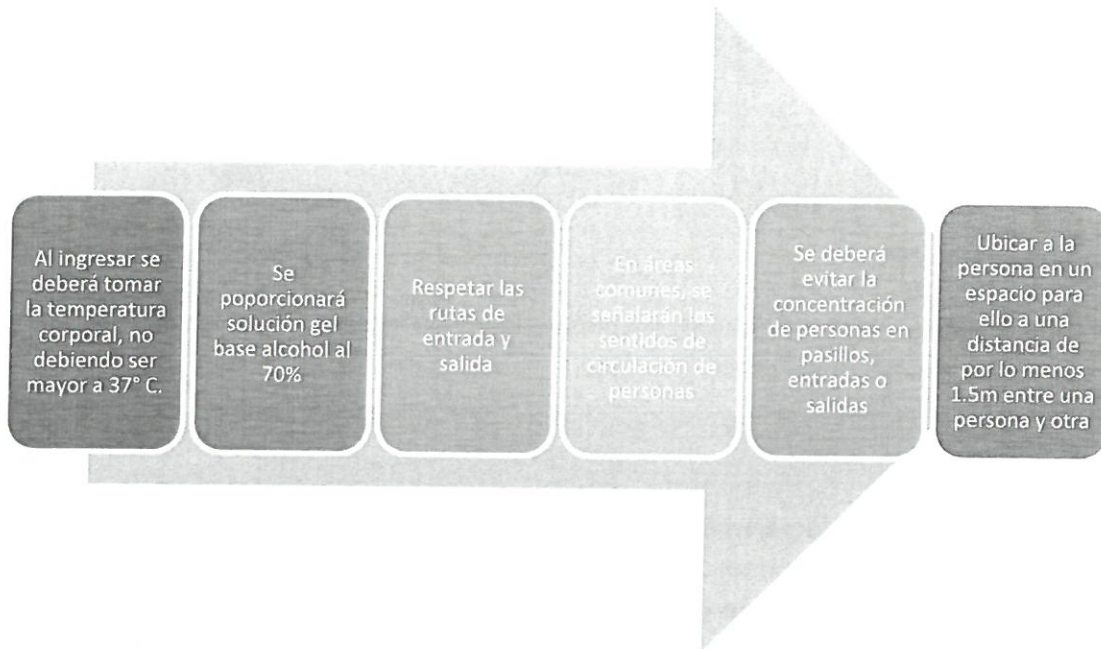 Al ingresar se
deberá tomar
la temperatura
corporal, no
debiendo ser
mayor a 37° C.
Se
poporcionará
solución gel
base alcohol al
70%
Respetar las
rutas de
entrada y
salida
En áreas
comunes, se
señalarán los
sentidos de
circulación de
personas
Se deberá
evitar la
concentración
de personas en
pasillos,
entradas o
salidas
Ubicar a la
persona en un
espacio para
ello a una
distancia de
por lo menos
1.5m entre una
persona y otra